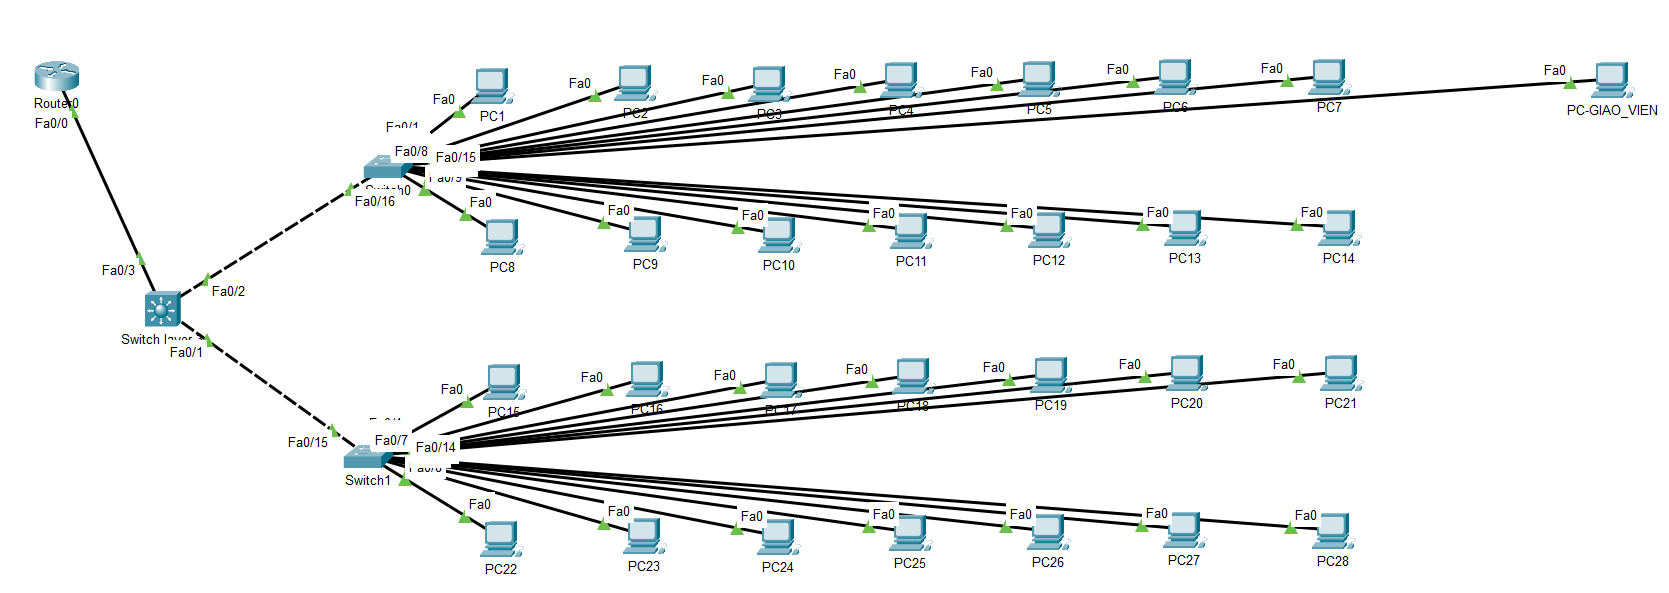 Router0
Fa0/0
Fa0/3
Fa0/2
Fa0/1
Switch
Fa0/1
Fa0/8
Fa0/15
Fa0/9
Switch0
Fa0/16
Fa0
PC1
Fa0
PC2
Fa0
PC3
Fa0
PC4
Fa0
PC5
Fa0
PC6
Fa0
PC7
Fa0
PC-GIAO_VIEN
Fa0
PC8
Fa0
PC9
Fa0
PC10
Fa0
PC11
Fa0
PC12
Fa0
PC13
Fa0
PC14
Fa0/15
Fa0/7
Fa0/14
Switch1
Fa0
PC15
Fa0
PC16
Fa0
PC17
Fa0
PC18
Fa0
PC19
Fa0
PC20
Fa0
PC21
Fa0
PC22
Fa0
PC23
Fa0
PC24
Fa0
PC25
Fa0
PC26
Fa0
PC27
Fa0
PC28